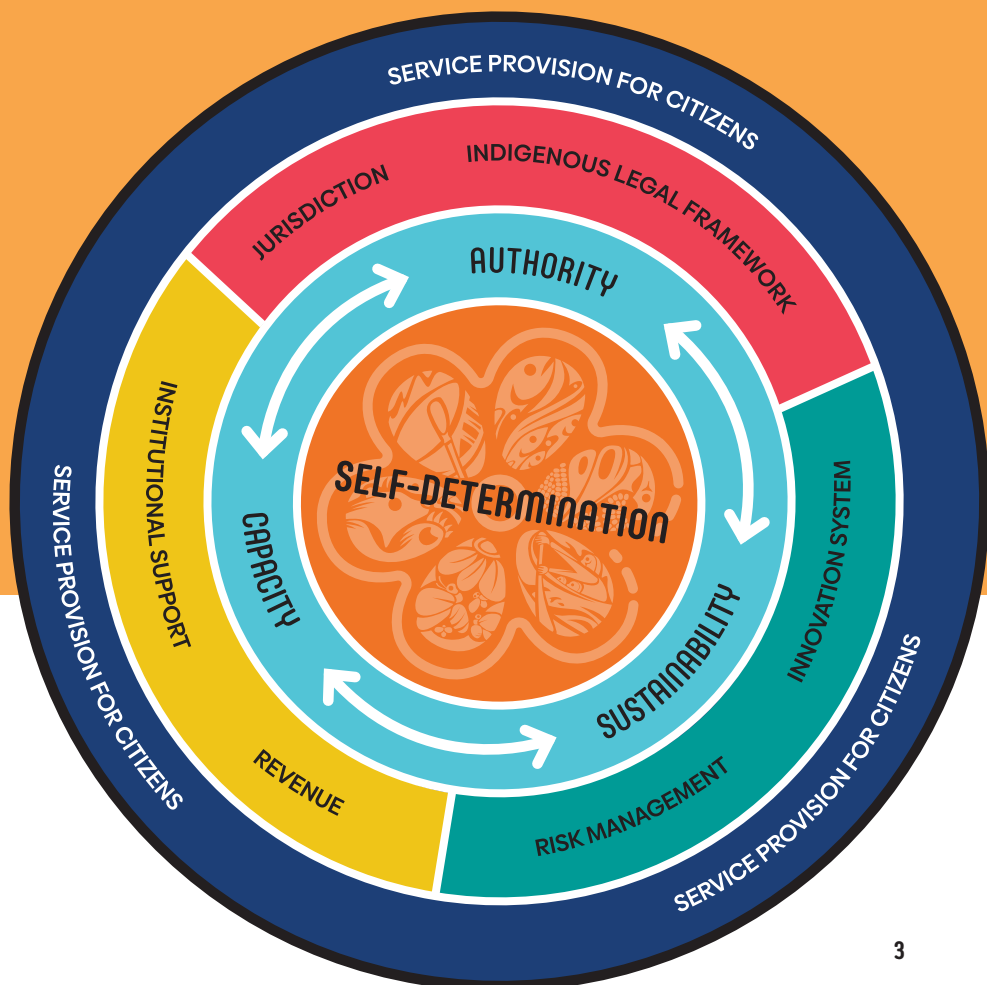 SERVICE PROVISION FOR CITIZENS
JURISDICTION
INDIGENOUS LEGAL FRAMEWORK
AUTHORITY
SELF-DETERMINATION
INSTITUTIONAL SUPPORT
CAPACITY
INNOVATION SYSTEM
SUSTAINABILITY
SERVICE PROVISION FOR CITIZENS
REVENUE
RISK MANAGEMENT
SERVICE PROVISION FOR CITIZENS
3